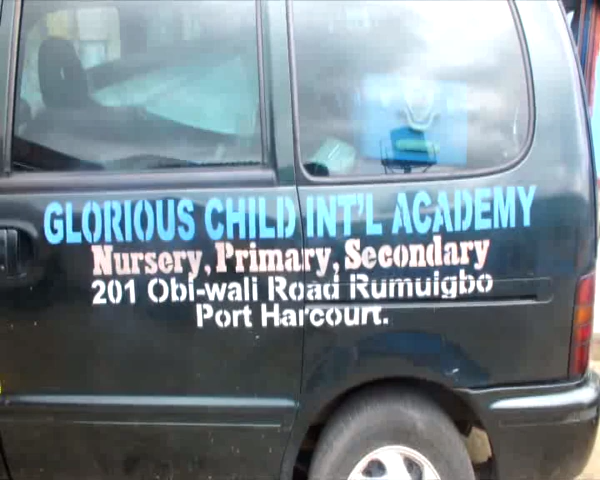 GLORIOUS CHILD INT'L ACADEMY
Nursery, Primary, Secondary
201 Obi-wali Road Rumuigbo
Port Harcourt.